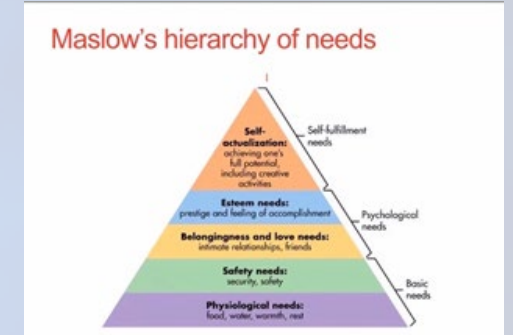 Maslow's hierarchy of needs
Self-
actualization:
achieving one's
full potential,
including creative
activities
Self-fulfillment
needs
Esteem needs:
prestige and feeling of accomplishment
Psychological
needs
Belongingness and love needs:
intimate relationships, friends
Safety needs:
security, safety
Basic
needs
Physiological needs:
food, water, warmth, rest